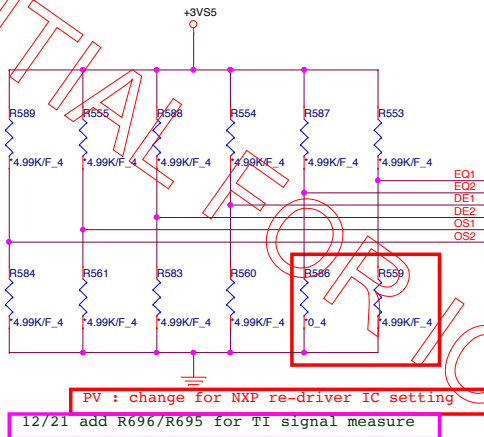 +3VS5
R589 R555 R588 R554 R587 R553
*4.99K/F_4 *4.99K/F_4 *4.99K/F_4 *4.99K/F_4 *4.99K/F_4 *4.99K/F_4
EQ1
EQ2
DE1
DE2
OS1
OS2
R584 R561 R583 R560 R586 R559
*4.99K/F_4 *4.99K/F_4 *4.99K/F_4 *4.99K/F_4 *0_4 *4.99K/F_4
PV : change for NXP re-driver IC setting
12/21 add R696/R695 for TI signal measure